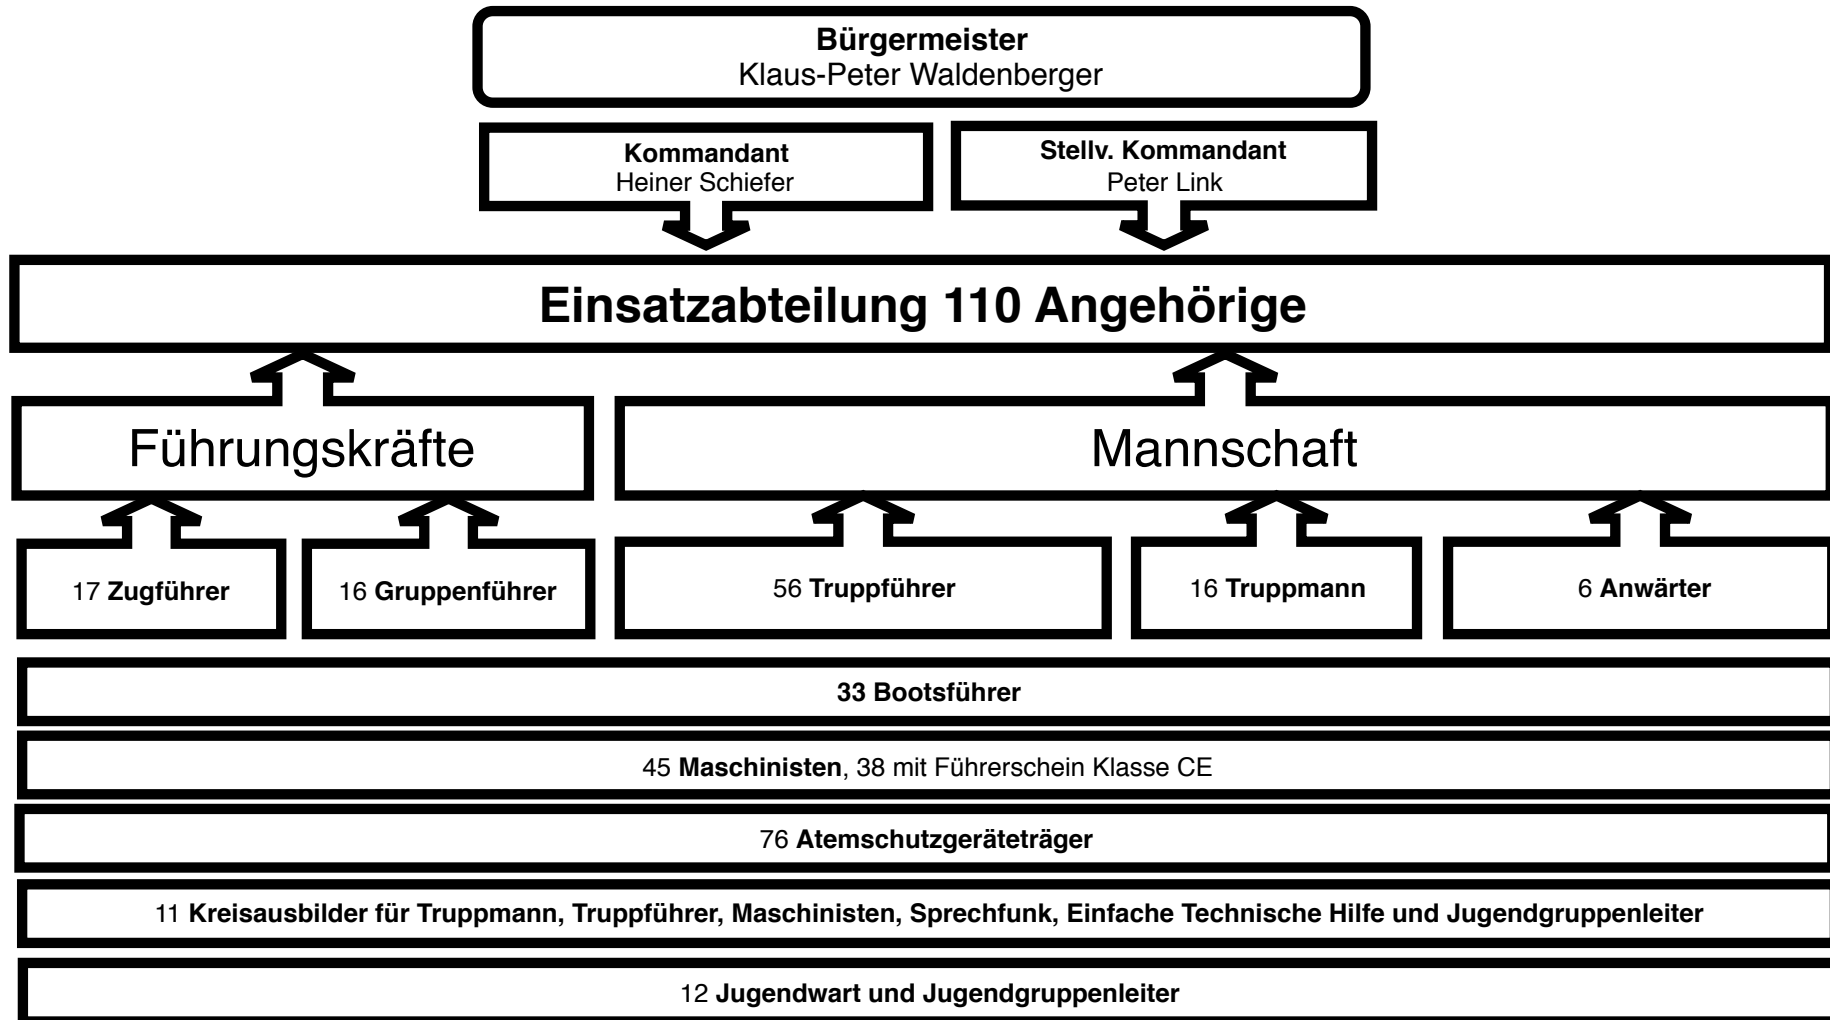 Bürgermeister
Klaus-Peter Waldenberger
Kommandant
Heiner Schiefer
Stellv. Kommandant
Peter Link
Einsatzabteilung 110 Angehörige
Führungskräfte
Mannschaft
17 Zugführer
16 Gruppenführer
56 Truppführer
16 Truppmann
6 Anwärter
33 Bootsführer
45 Maschinisten, 38 mit Führerschein Klasse CE
76 Atemschutzgeräteträger
11 Kreisausbilder für Truppmann, Truppführer, Maschinisten, Sprechfunk, Einfache Technische Hilfe und Jugendgruppenleiter
12 Jugendwart und Jugendgruppenleiter